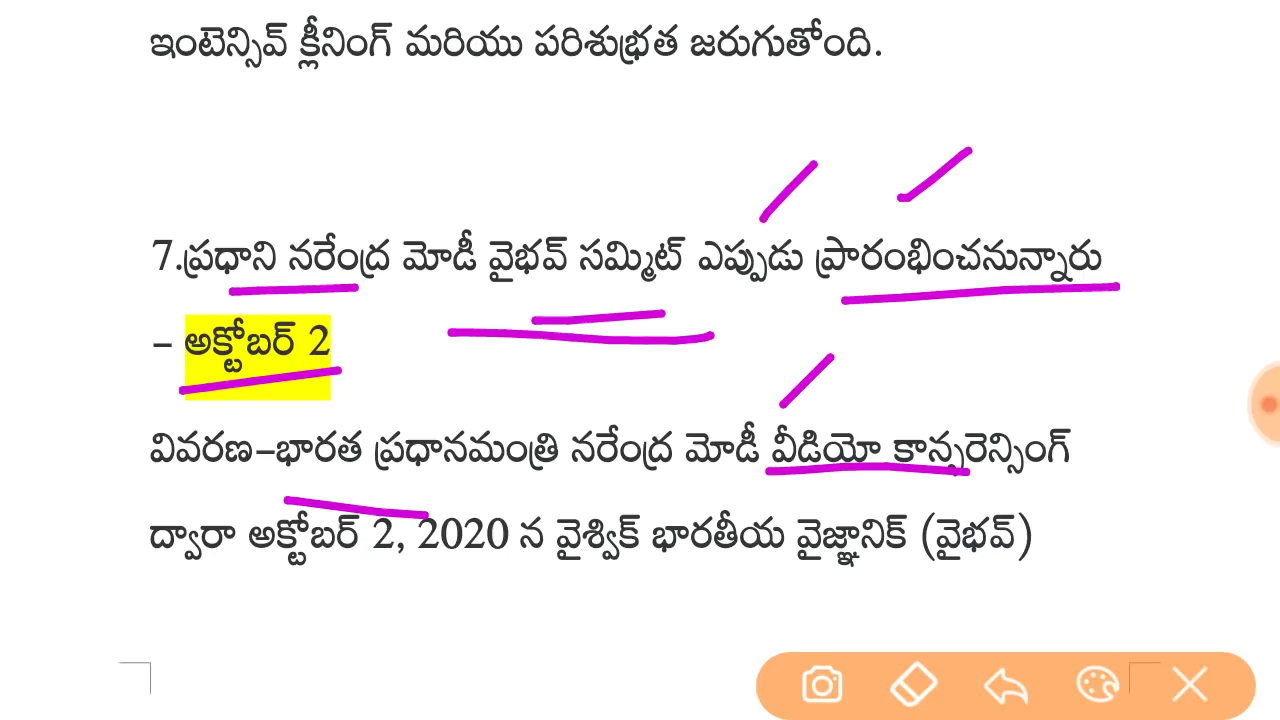 ఇంటెన్సివ్ క్లీనింగ్ మరియు పరిశుభ్రత జరుగుతోంది.
7.ప్రధాని నరేంద్ర మోడీ వైభవ్ సమ్మిట్ ఎప్పుడు ప్రారంభించనున్నారు
– అక్టోబర్ 2
వివరణ–భారత ప్రధానమంత్రి నరేంద్ర మోడీ వీడియో కాన్ఫరెన్సింగ్
ద్వారా అక్టోబర్ 2, 2020 న వైశ్విక్ భారతీయ వైజ్ఞానిక్ (వైభవ్)